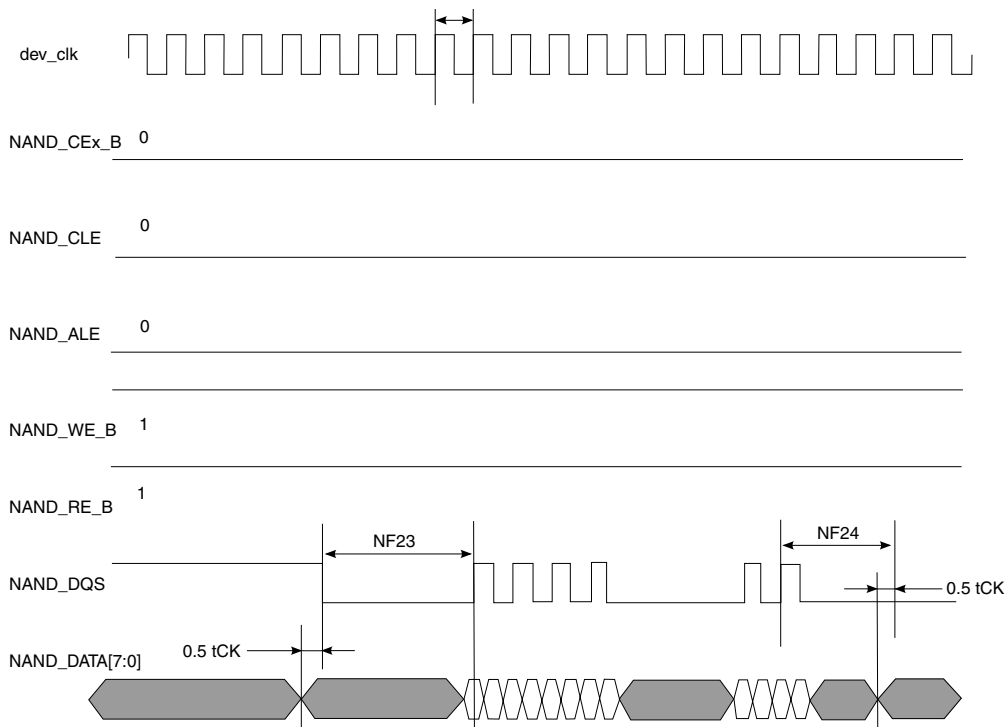 dev_clk
NAND_CEx_B 0
NAND_CLE 0
NAND_ALE 0
NAND_WE_B 1
NAND_RE_B 1
NF23
NF24
NAND_DQS
0.5 tCK
NAND_DATA[7:0]
0.5 tCK